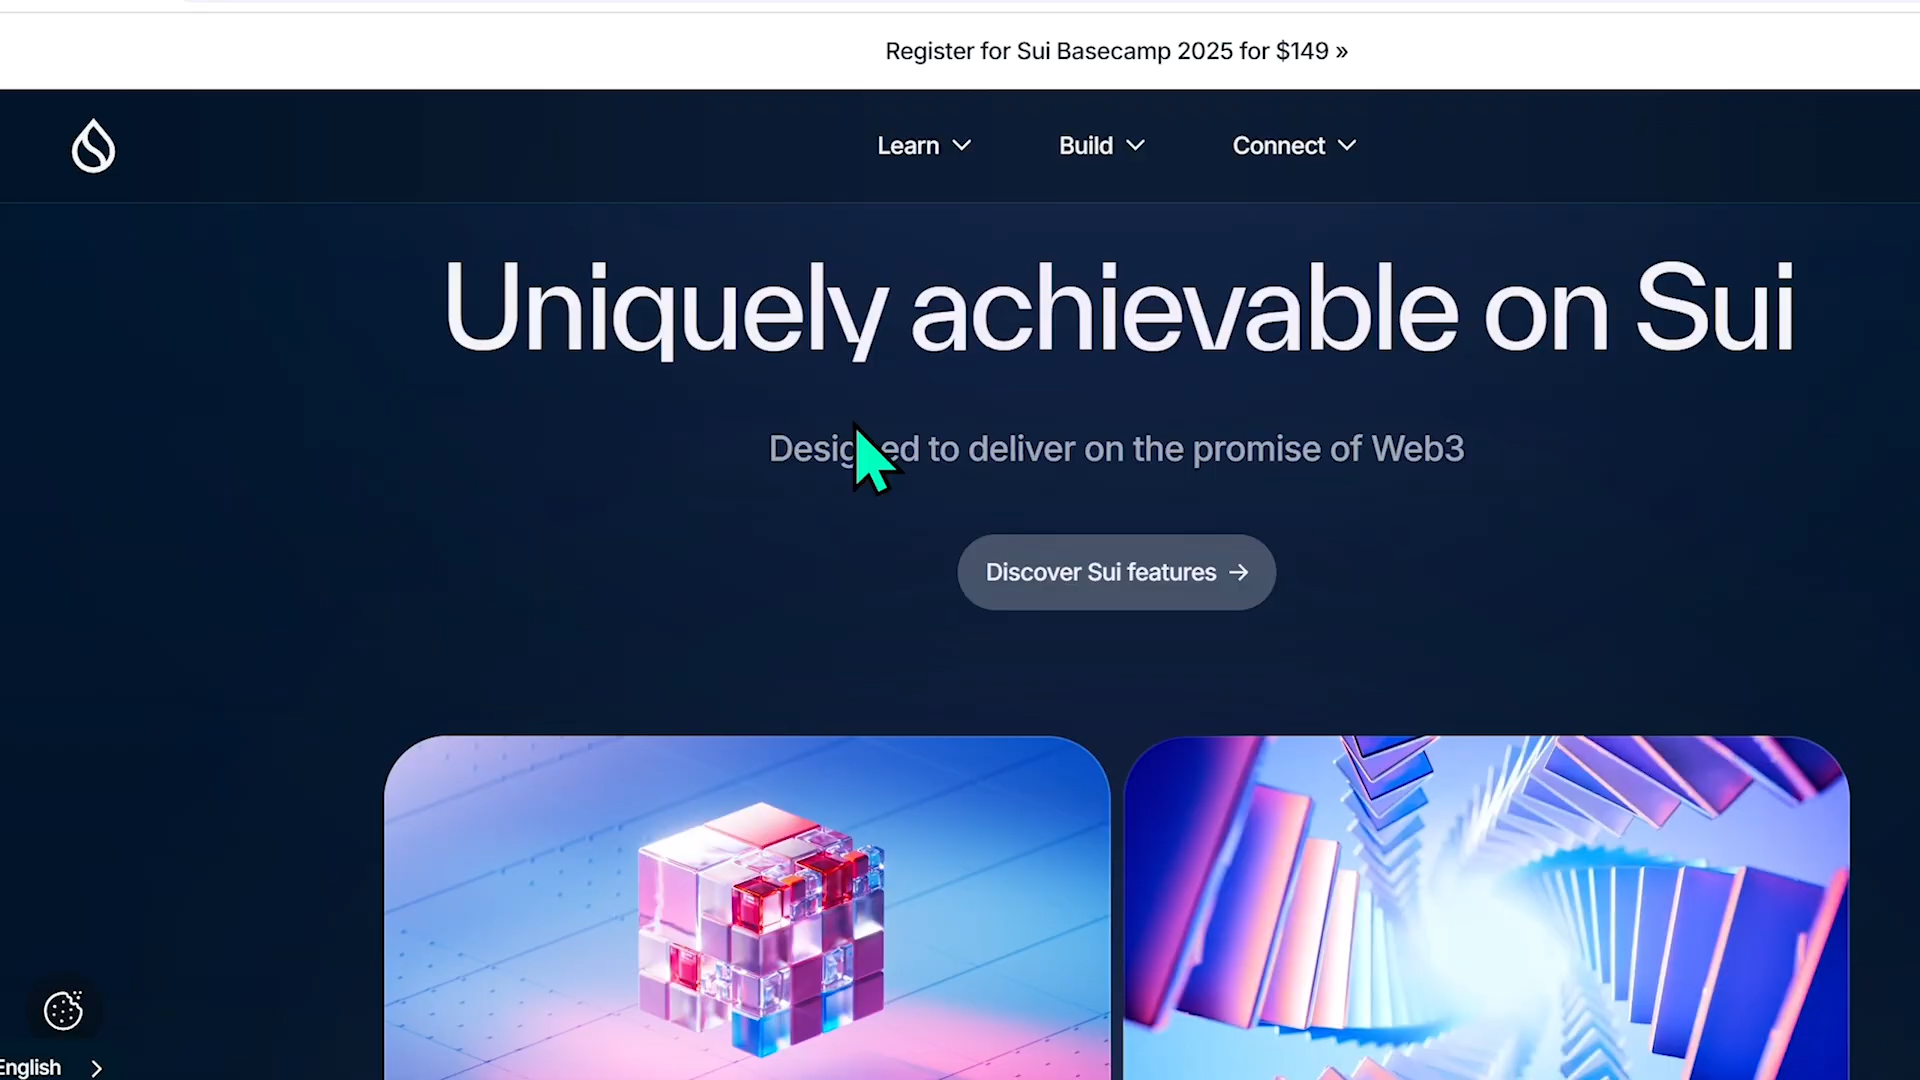 Register for Sui Basecamp 2025 for $149 »
Learn Build Connect
Uniquely achievable on Sui
Designed to deliver on the promise of Web3
Discover Sui features →
English